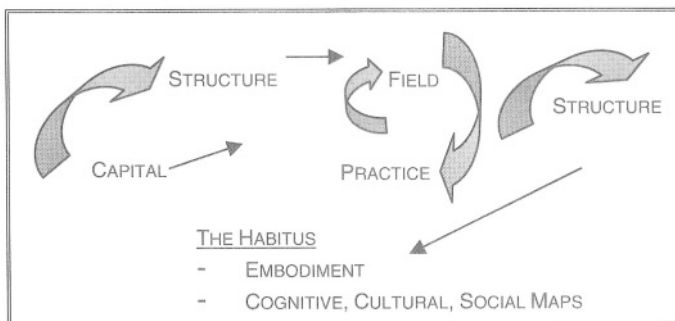 STRUCTURE
FIELD
STRUCTURE
CAPITAL
PRACTICE
THE HABITUS
- EMBODIMENT
- COGNITIVE, CULTURAL, SOCIAL MAPS